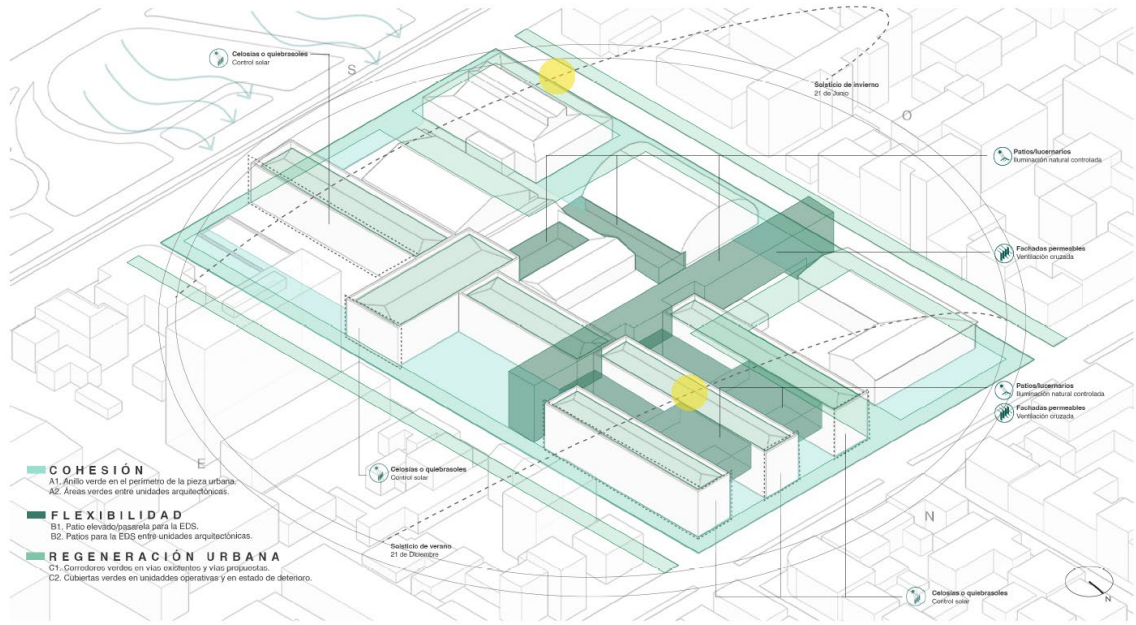 Celosías o quiebrasoles
Control solar
S
Solsticio de invierno
21 de Junio
O
Patios/lucernarios
Iluminación natural controlada
Fachadas permeables
Ventilación cruzada
Patios/lucernarios
Iluminación natural controlada
Fachadas permeables
Ventilación cruzada
E
Celosías o quiebrasoles
Control solar
COHESIÓN
A1. Anillo verde en el perímetro de la pieza urbana.
A2. Áreas verdes entre unidades arquitectónicas.
FLEXIBILIDAD
B1. Patio elevado/pasarela para la EDS.
B2. Patios para la EDS entre unidades arquitectónicas.
REGENERACIÓN URBANA
C1. Corredores verdes en vías existentes y vías propuestas.
C2. Cubiertas verdes en unidaddes operativas y en estado de deterioro.
Solsticio de verano
21 de Diciembre
N
Celosías o quiebrasoles
Control solar
N